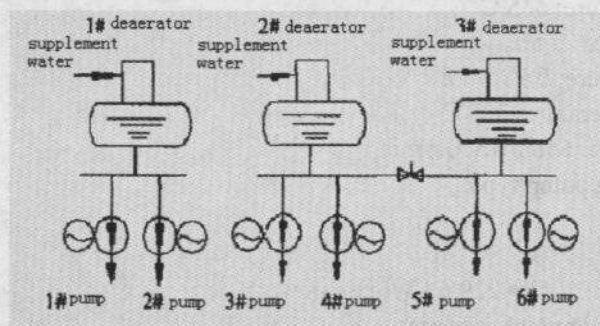 1# deaerator
2# deaerator
3# deaerator
supplement
water
supplement
water
supplement
water
1# pump
2# pump
3# pump
4# pump
5# pump
6# pump